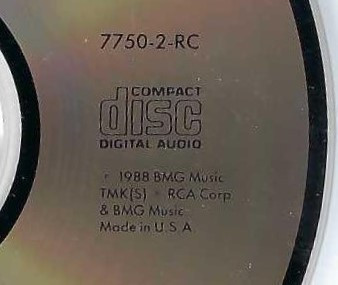 7750-2-RC
COMPACT
disc
DIGITAL AUDIO
℗ 1988 BMG Music
TMK(S) ® RCA Corp
& BMG Music
Made in U.S.A